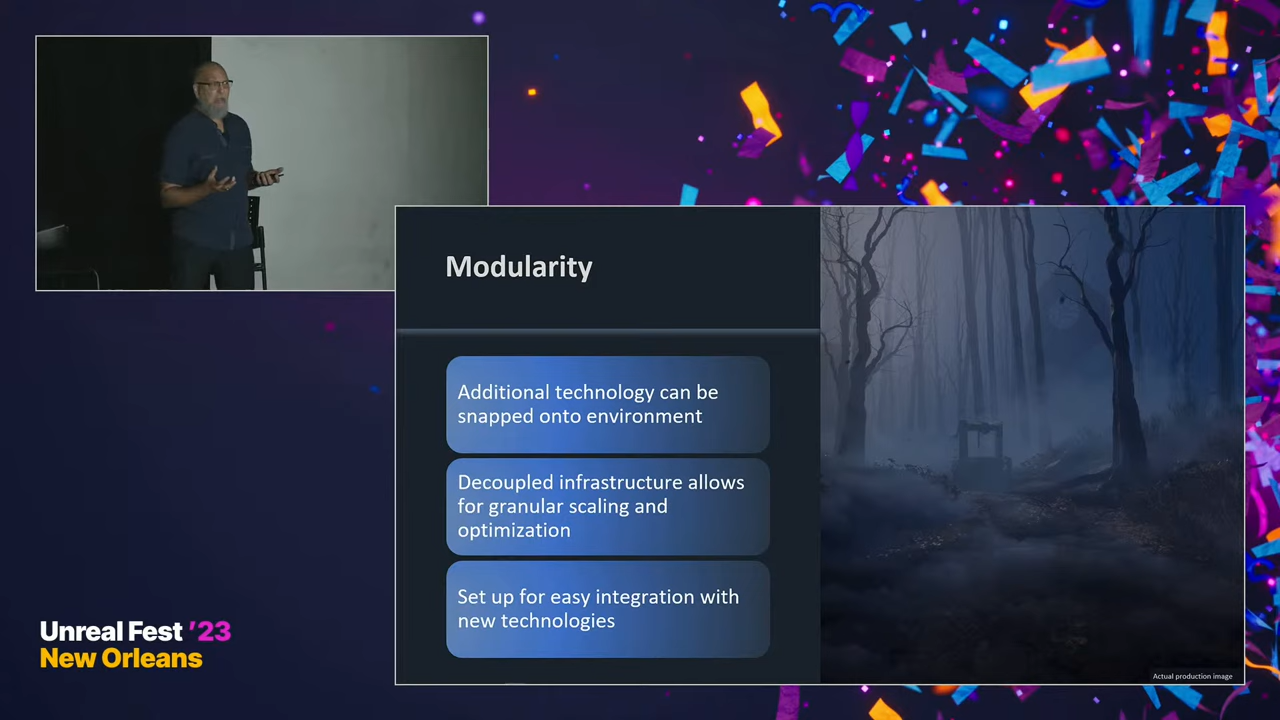 Modularity
Additional technology can be
snapped onto environment
Decoupled infrastructure allows
for granular scaling and
optimization
Set up for easy integration with
new technologies
Actual production image
Unreal Fest '23
New Orleans